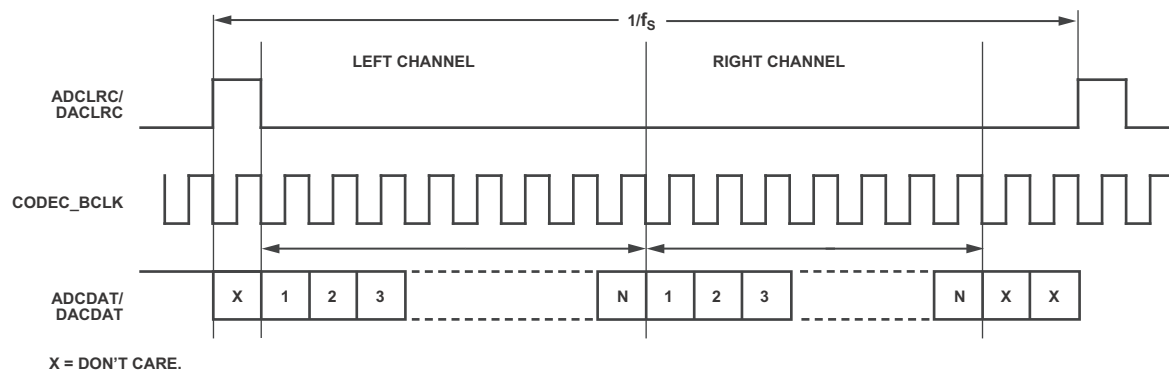 1/fS
LEFT CHANNEL
RIGHT CHANNEL
ADCLRC/
DACLRC
CODEC_BCLK
ADCDAT/
DACDAT
X 1 2 3 N 1 2 3 N X X
X = DON'T CARE.